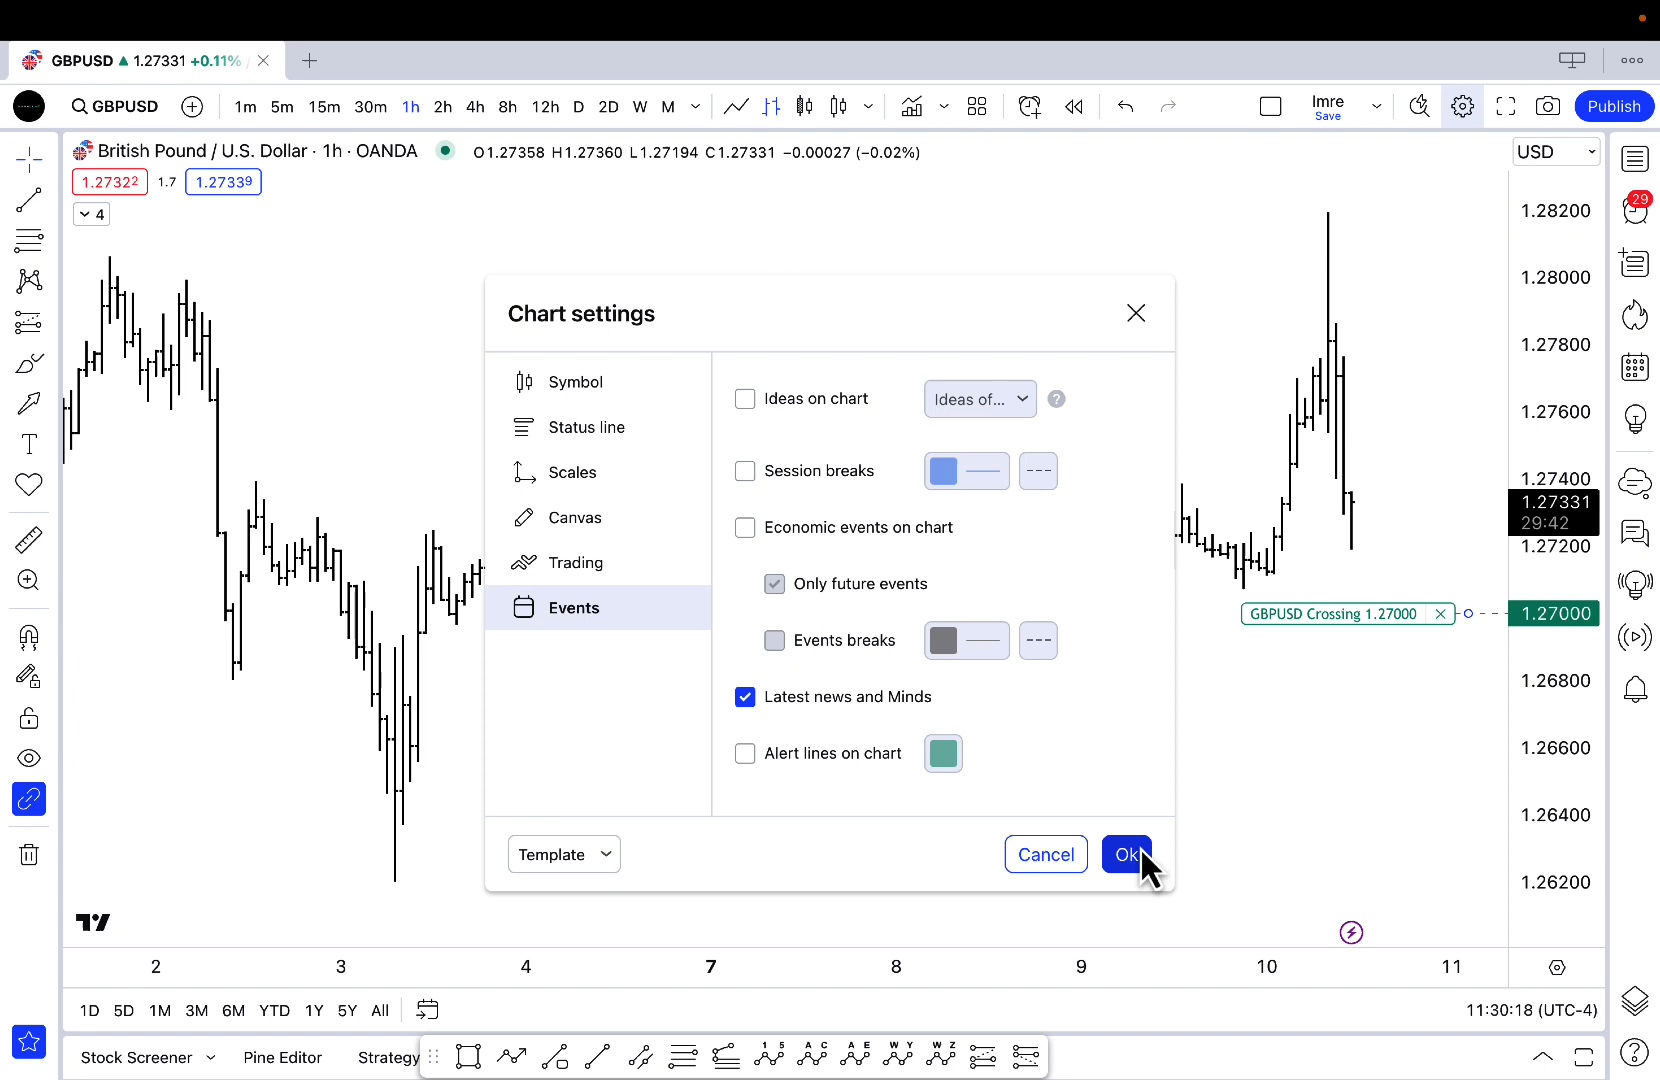 GBPUSD 1.27331 +0.11%
GBPUSD 1m 5m 15m 30m 1h 2h 4h 8h 12h D 2D W M Imre Save Publish
British Pound / U.S. Dollar · 1h · OANDA O1.27358 H1.27360 L1.27194 C1.27331 −0.00027 (−0.02%) USD
1.27322 1.7 1.27339
4
29
1.28200
1.28000
1.27800
1.27600
1.27400
1.27331
29:42
1.27200
GBPUSD Crossing 1.27000 1.27000
1.26800
1.26600
1.26400
1.26200
Chart settings
Symbol
Status line
Scales
Canvas
Trading
Events
Ideas on chart Ideas of... ?
Session breaks
Economic events on chart
Only future events
Events breaks
Latest news and Minds
Alert lines on chart
Template Cancel Ok
2 3 4 7 8 9 10 11
1D 5D 1M 3M 6M YTD 1Y 5Y All 11:30:18 (UTC-4)
Stock Screener Pine Editor Strategy
1 5 A C A E W Y W Z